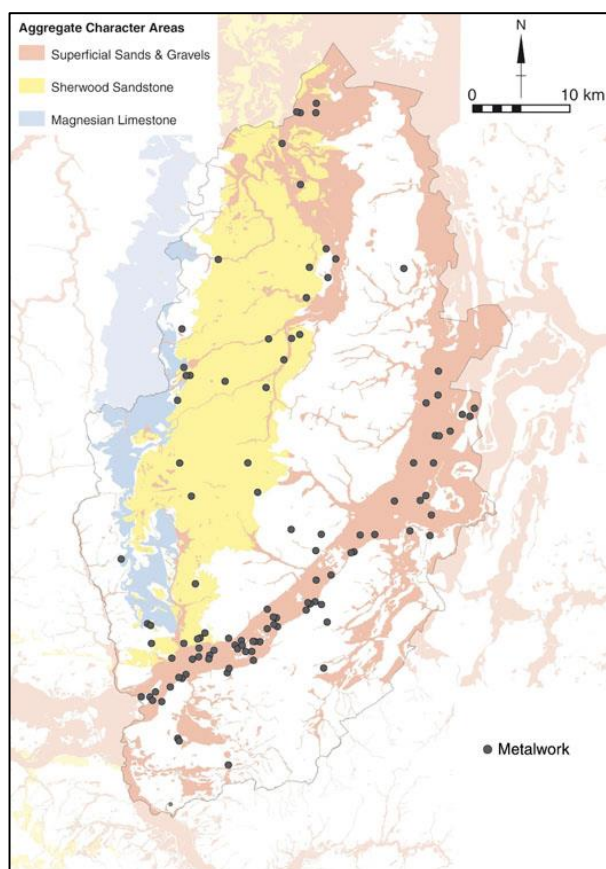 Aggregate Character Areas
Superficial Sands & Gravels
Sherwood Sandstone
Magnesian Limestone
N
0 10 km
Metalwork